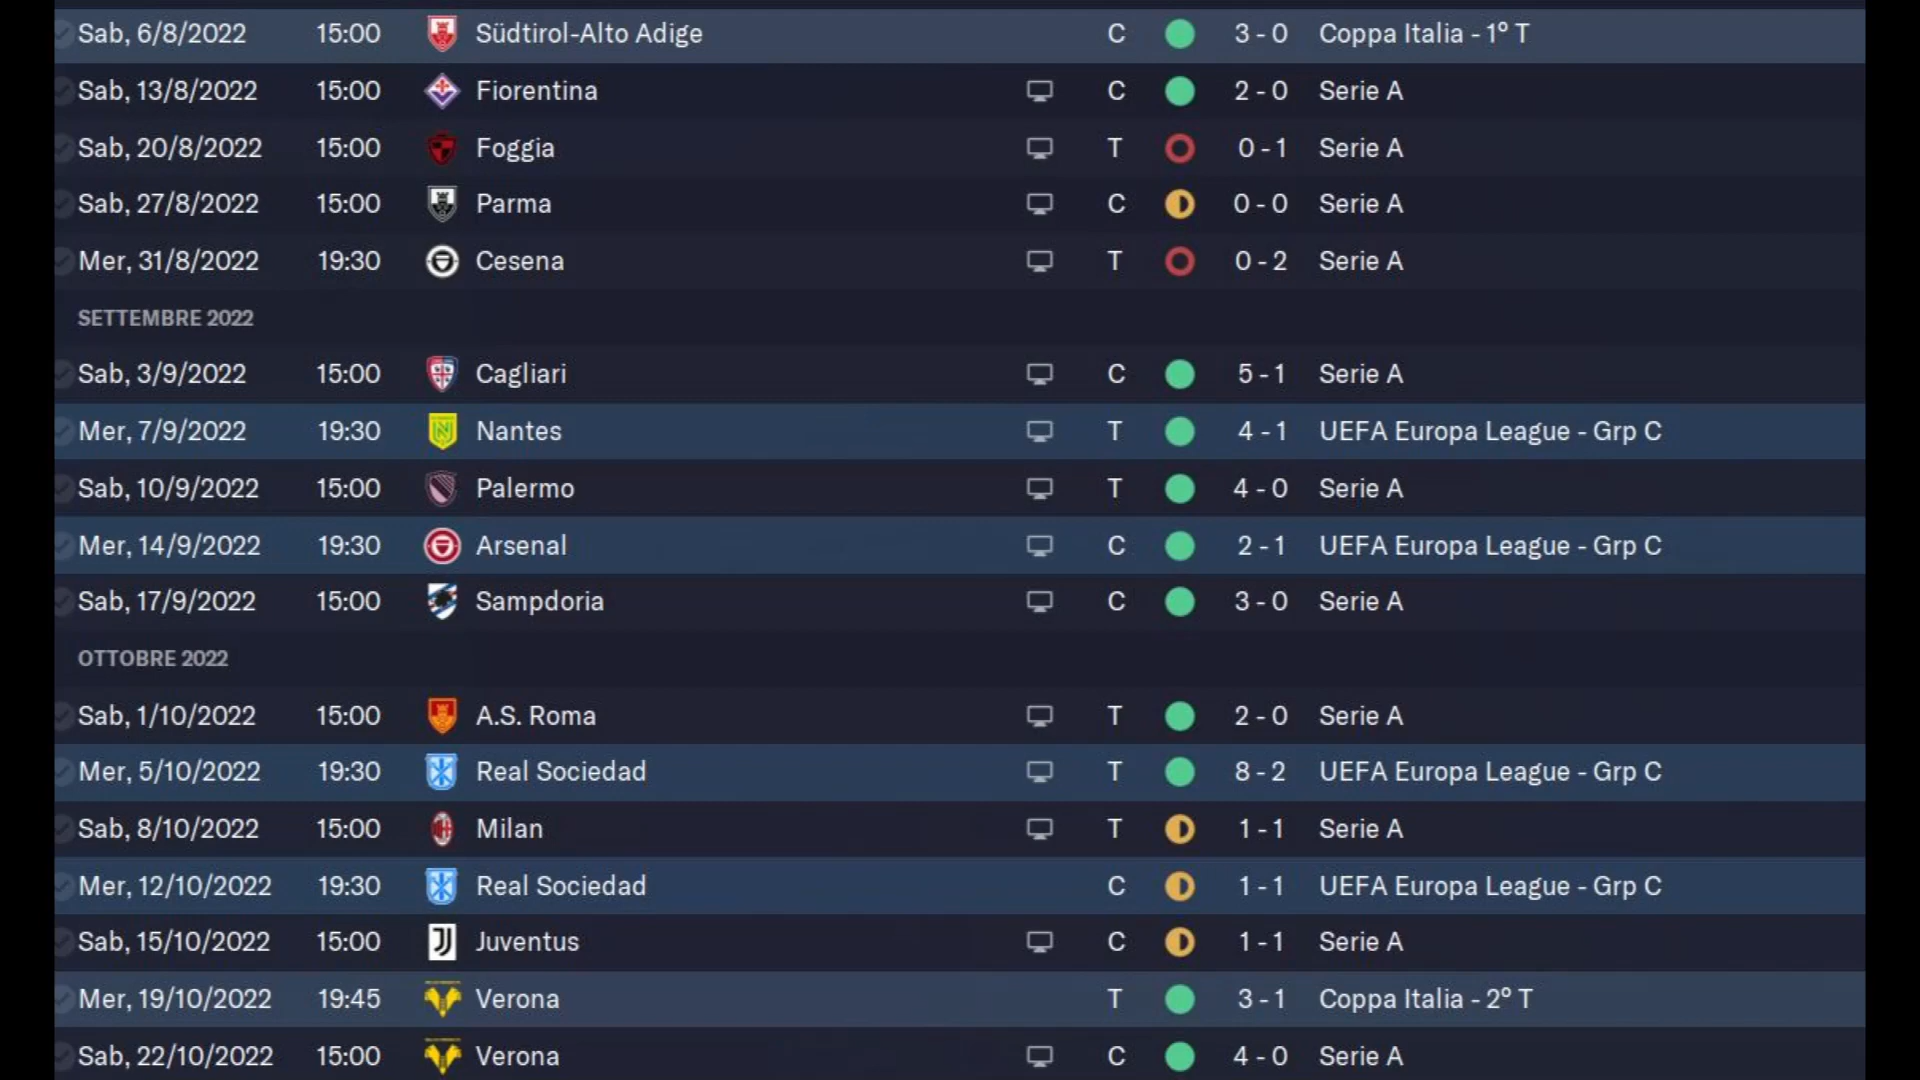 Sab, 6/8/2022 15:00 Südtirol-Alto Adige C 3 - 0 Coppa Italia - 1º T
Sab, 13/8/2022 15:00 Fiorentina C 2 - 0 Serie A
Sab, 20/8/2022 15:00 Foggia T 0 - 1 Serie A
Sab, 27/8/2022 15:00 Parma C 0 - 0 Serie A
Mer, 31/8/2022 19:30 Cesena T 0 - 2 Serie A
SETTEMBRE 2022
Sab, 3/9/2022 15:00 Cagliari C 5 - 1 Serie A
Mer, 7/9/2022 19:30 Nantes T 4 - 1 UEFA Europa League - Grp C
Sab, 10/9/2022 15:00 Palermo T 4 - 0 Serie A
Mer, 14/9/2022 19:30 Arsenal C 2 - 1 UEFA Europa League - Grp C
Sab, 17/9/2022 15:00 Sampdoria C 3 - 0 Serie A
OTTOBRE 2022
Sab, 1/10/2022 15:00 A.S. Roma T 2 - 0 Serie A
Mer, 5/10/2022 19:30 Real Sociedad T 8 - 2 UEFA Europa League - Grp C
Sab, 8/10/2022 15:00 Milan T 1 - 1 Serie A
Mer, 12/10/2022 19:30 Real Sociedad C 1 - 1 UEFA Europa League - Grp C
Sab, 15/10/2022 15:00 Juventus C 1 - 1 Serie A
Mer, 19/10/2022 19:45 Verona T 3 - 1 Coppa Italia - 2º T
Sab, 22/10/2022 15:00 Verona C 4 - 0 Serie A